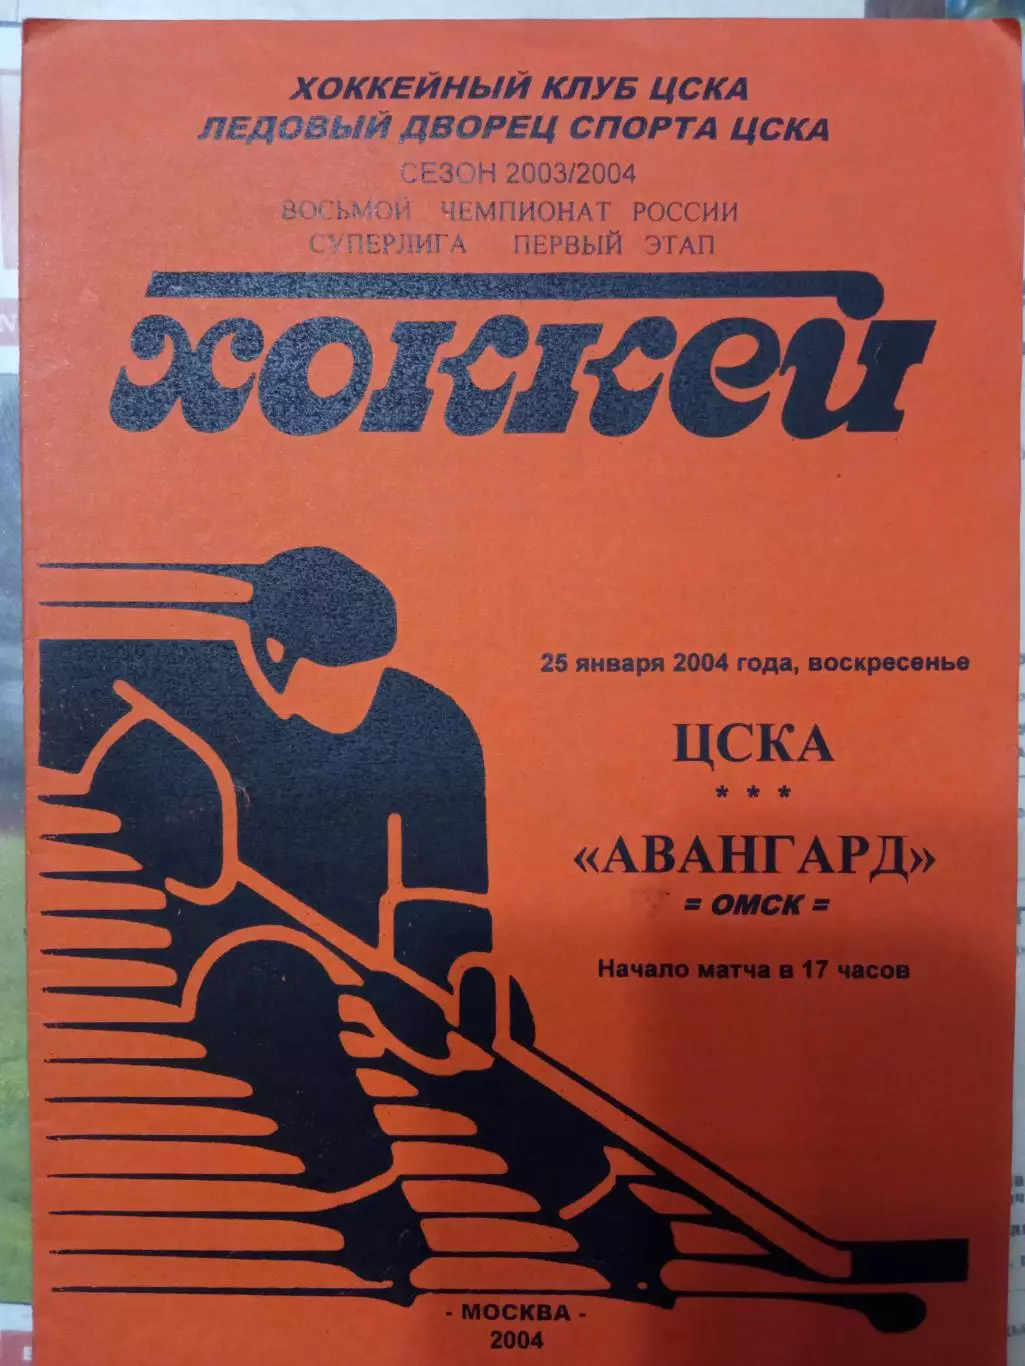 ХОККЕЙНЫЙ КЛУБ ЦСКА
ЛЕДОВЫЙ ДВОРЕЦ СПОРТА ЦСКА
СЕЗОН 2003/2004
ВОСЬМОЙ ЧЕМПИОНАТ РОССИИ
СУПЕРЛИГА ПЕРВЫЙ ЭТАП
хоккей
25 января 2004 года, воскресенье
ЦСКА
* * *
«АВАНГАРД»
= ОМСК =
Начало матча в 17 часов
- МОСКВА -
2004